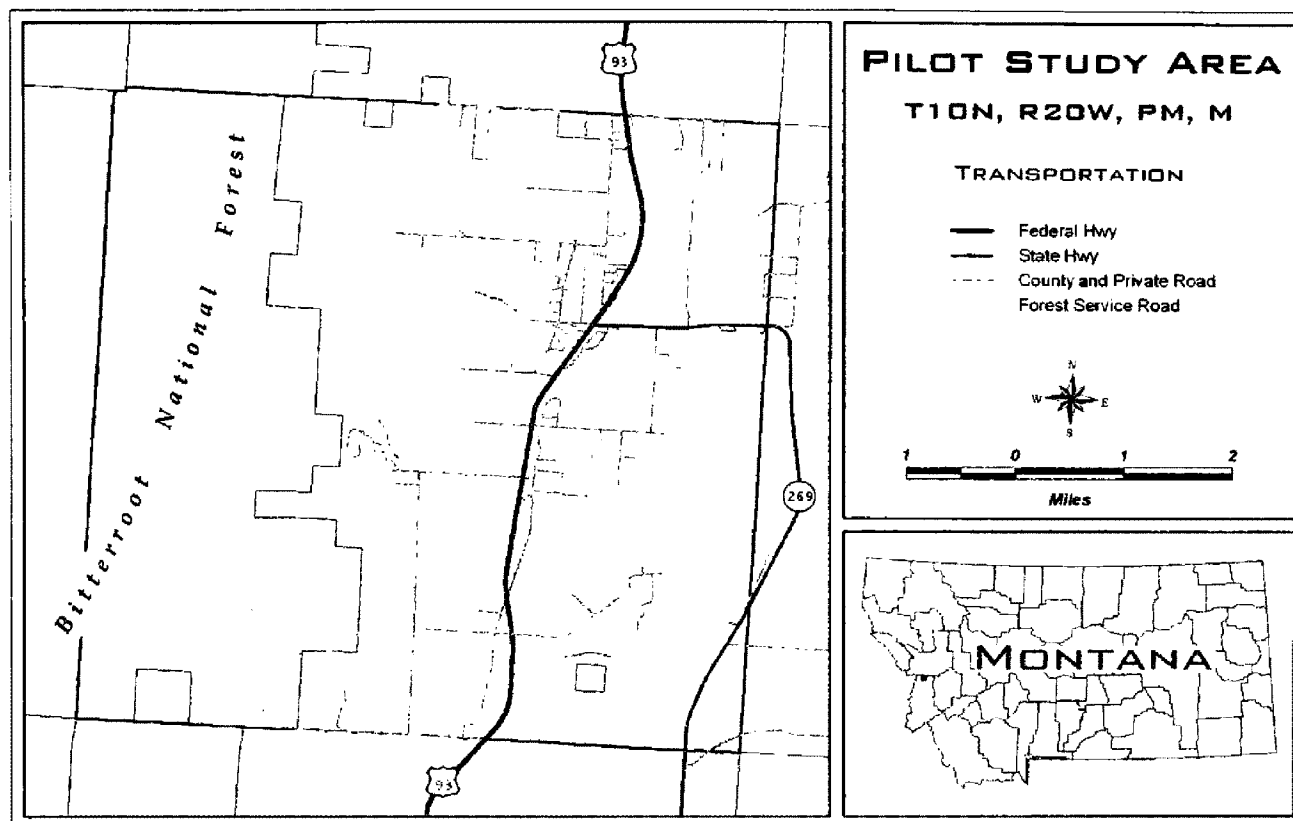 93
Bitterroot National Forest
269
93
PILOT STUDY AREA
T10N, R20W, PM, M
TRANSPORTATION
Federal Hwy
State Hwy
County and Private Road
Forest Service Road
N
W E
S
1 0 1 2
Miles
MONTANA